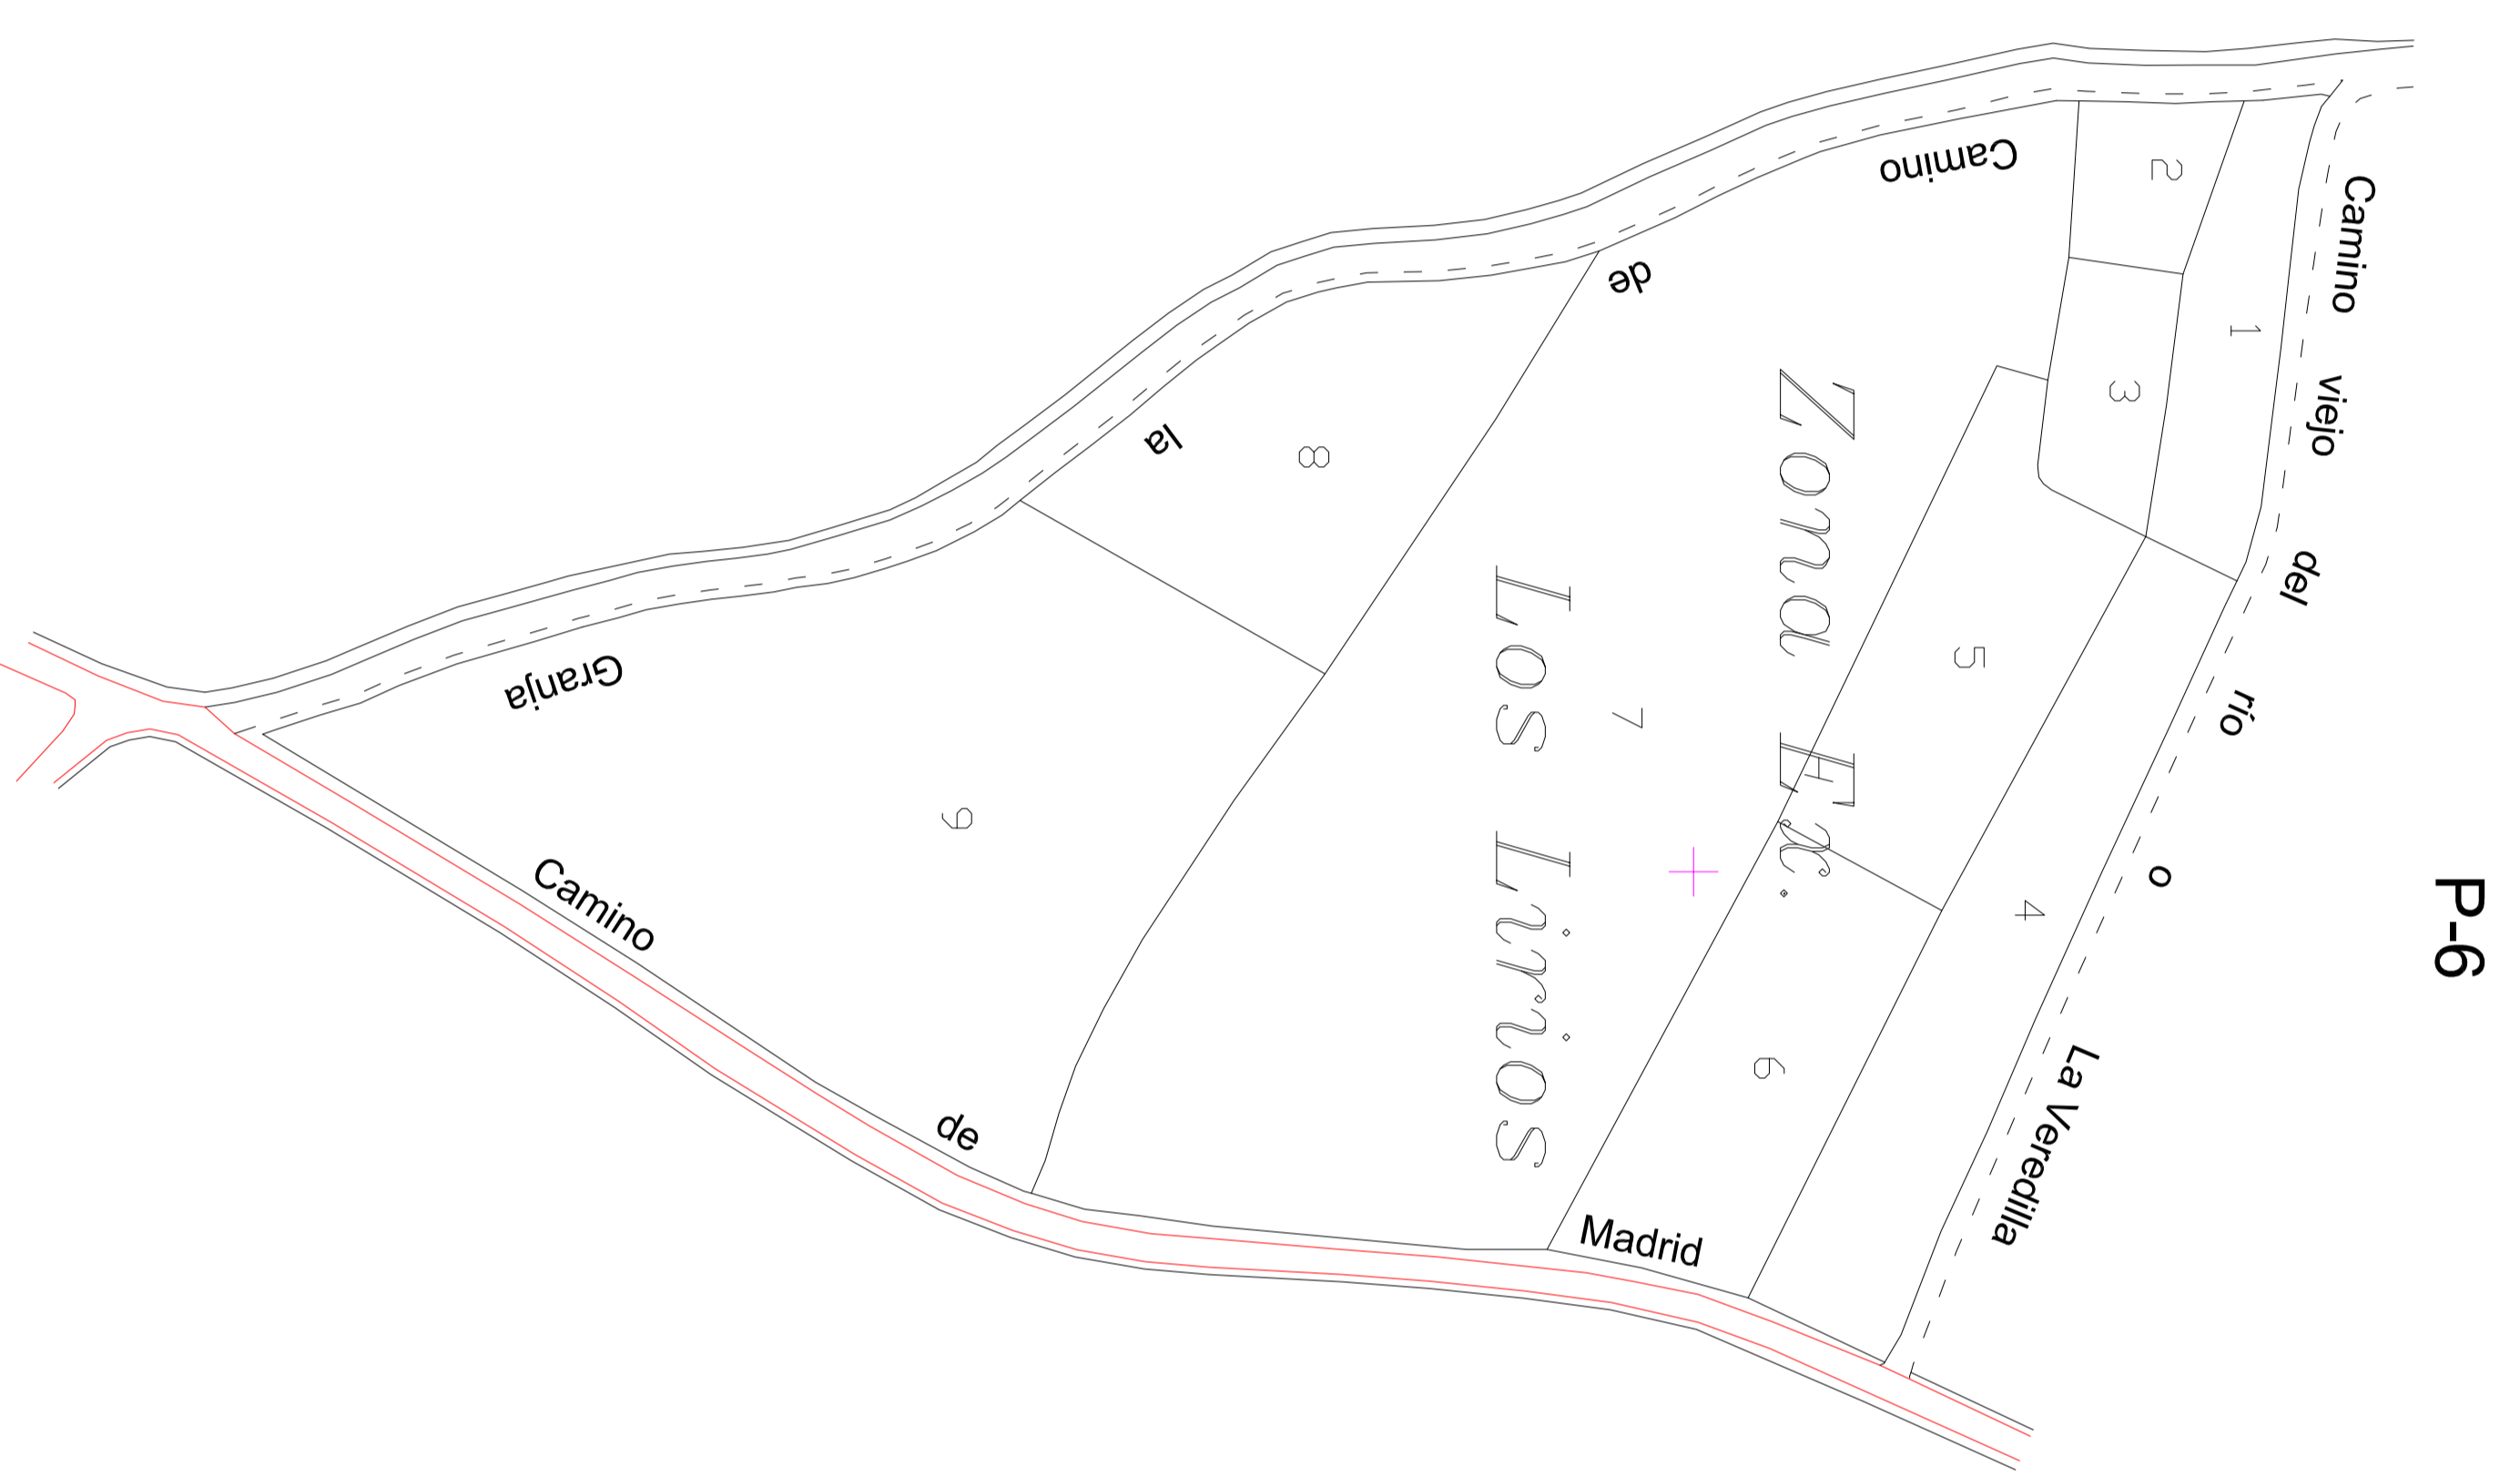 P-6
Camino viejo del río o La Veredilla
Camino de la Granja
Zona Ex.
Los Lirios
Camino de Madrid
1
2
3
4
5
6
7
8
9